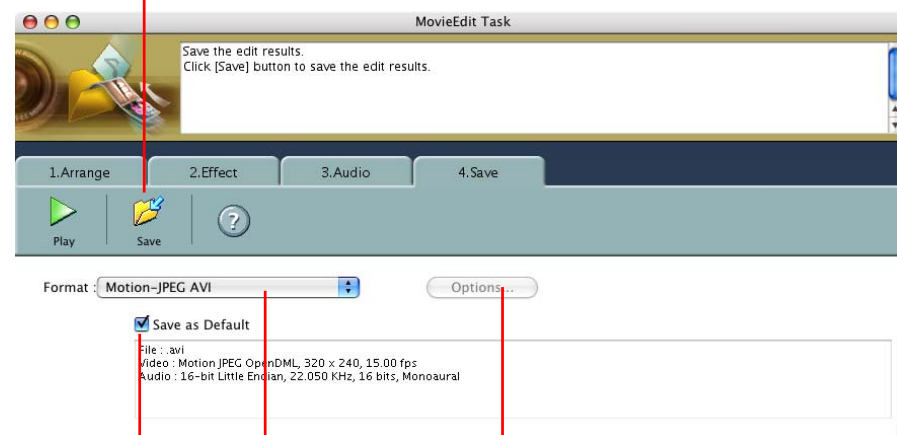 MovieEdit Task
Save the edit results.
Click [Save] button to save the edit results.
1.Arrange
2.Effect
3.Audio
4.Save
Play
Save
?
Format : Motion-JPEG AVI
Options...
Save as Default
File : .avi
Video : Motion JPEG OpenDML, 320 x 240, 15.00 fps
Audio : 16-bit Little Endian, 22.050 KHz, 16 bits, Monoaural